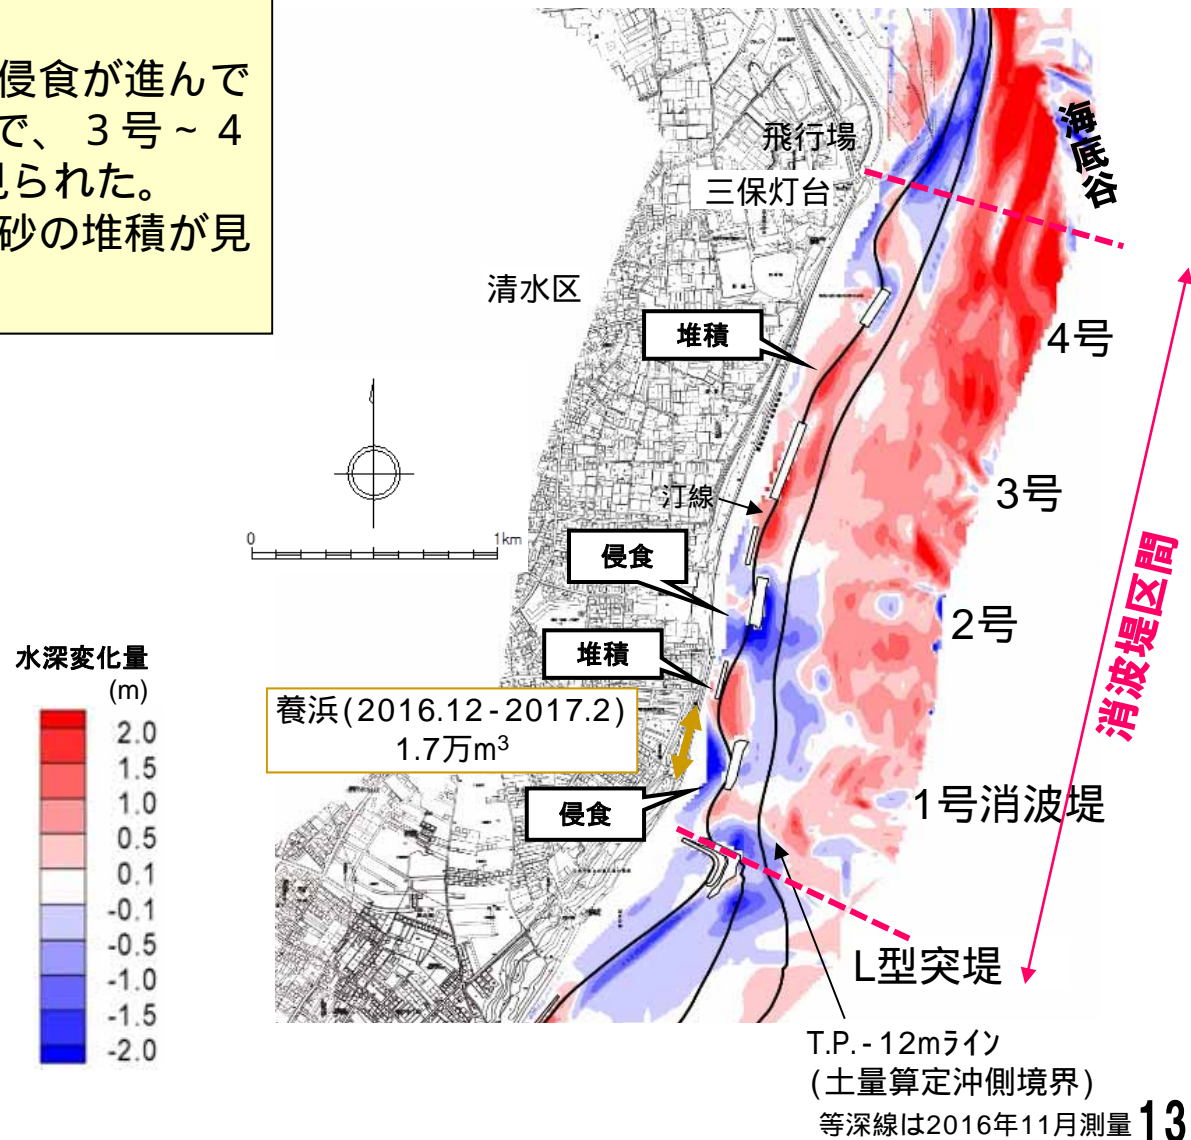 侵食が進んで
で、３号~４
見られた。
砂の堆積が見
飛行場
三保灯台
海底谷
清水区
堆積
4号
3号
汀線
0 1km
侵食
2号
堆積
消波堤区間
水深変化量
(m)
2.0
1.5
1.0
0.5
0.1
-0.1
-0.5
-1.0
-1.5
-2.0
養浜(2016.12-2017.2)
1.7万m³
侵食
1号消波堤
L型突堤
T.P.-12mライン
(土量算定沖側境界)
等深線は2016年11月測量
13